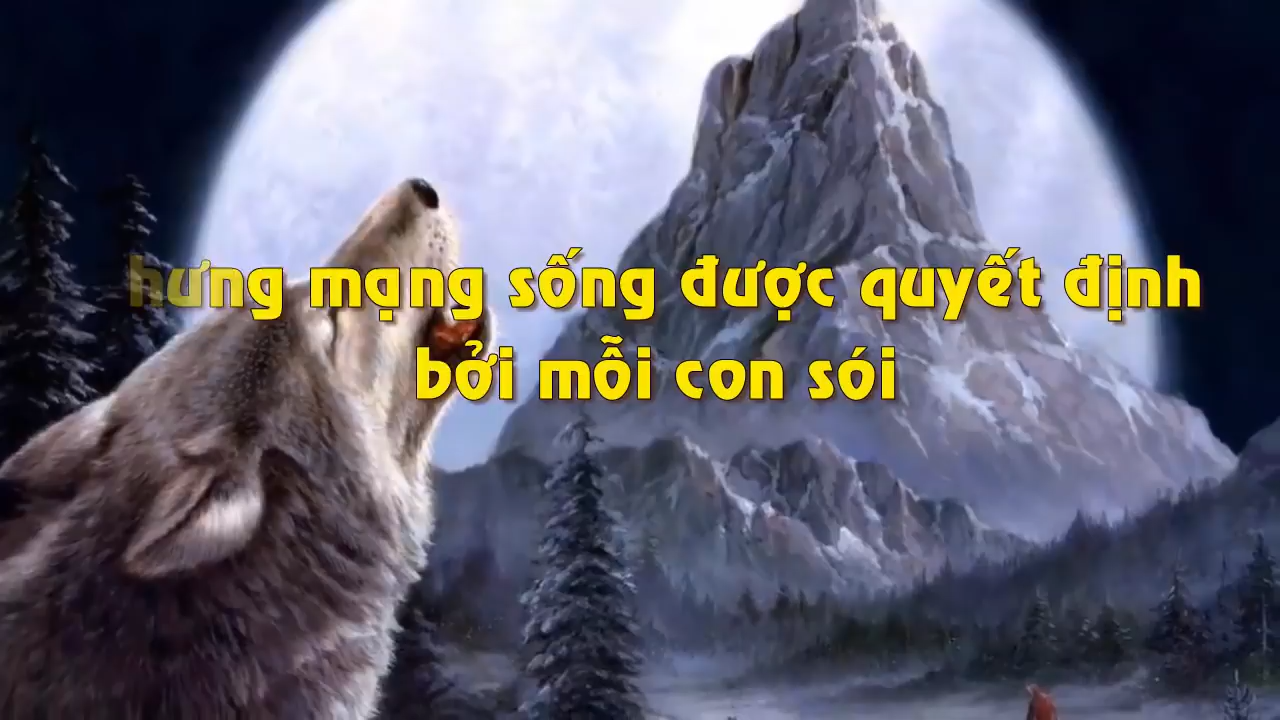 hưng mạng sống được quyết định
bởi mỗi con sói